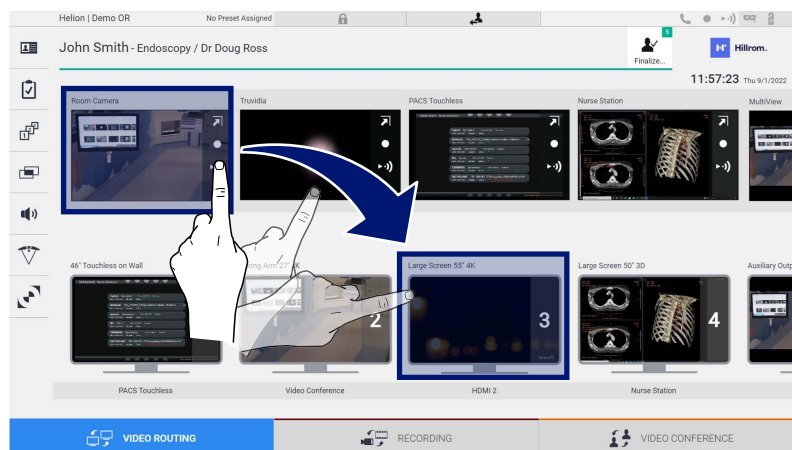 Helion | Demo OR
No Preset Assigned
John Smith - Endoscopy / Dr Doug Ross
5
Finalize...
H+
Hillrom.
11:57:23 Thu 9/1/2022
Room Camera
Truvidia
PACS Touchless
Nurse Station
MultiView
46" Touchless on Wall
Arm 27" 4K
Large Screen 55" 4K
Large Screen 50" 3D
Auxiliary Outp
2
3
4
PACS Touchless
Video Conference
HDMI 2
Nurse Station
VIDEO ROUTING
RECORDING
VIDEO CONFERENCE